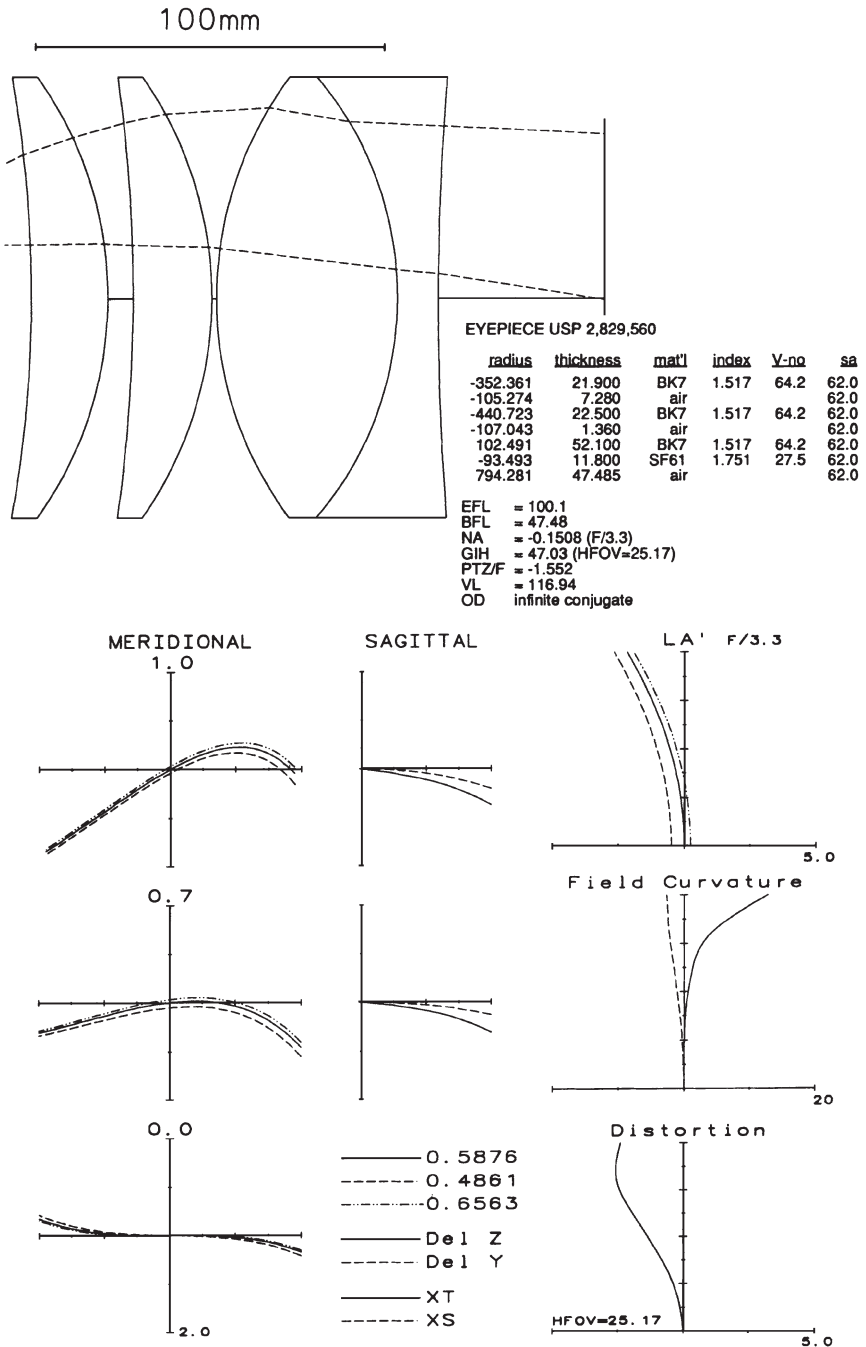 100mm
EYEPIECE USP 2,829,560
radius thickness mat'l index V-no sa
-352.361 21.900 BK7 1.517 64.2 62.0
-105.274 7.280 air 62.0
-440.723 22.500 BK7 1.517 64.2 62.0
-107.043 1.360 air 62.0
102.491 52.100 BK7 1.517 64.2 62.0
-93.493 11.800 SF61 1.751 27.5 62.0
794.281 47.485 air 62.0
EFL = 100.1
BFL = 47.48
NA = -0.1508 (F/3.3)
GIH = 47.03 (HFOV=25.17)
PTZ/F = -1.552
VL = 116.94
OD infinite conjugate
MERIDIONAL SAGITTAL LA' F/3.3
1.0
5.0
Field Curvature
0.7
20
0.0
Distortion
0.5876
0.4861
0.6563
Del Z
Del Y
XT
XS
2.0
HFOV=25.17
5.0